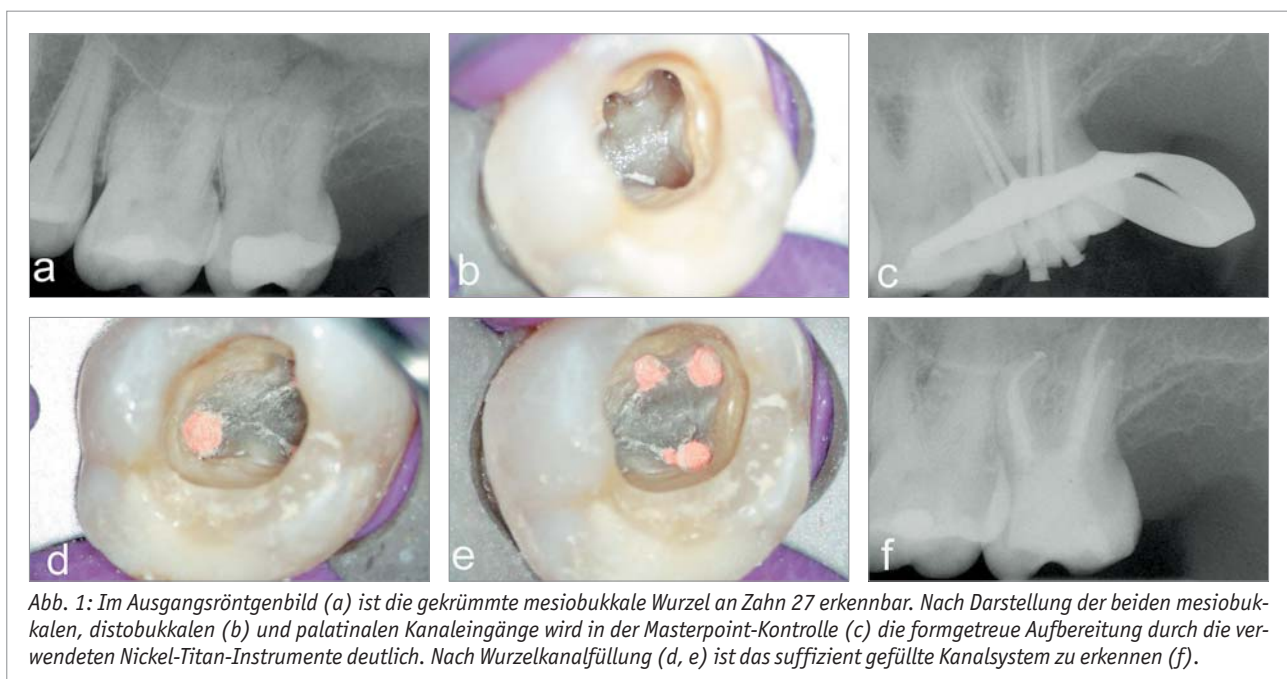 a
b
c
d
e
f
Abb. 1: Im Ausgangsröntgenbild (a) ist die gekrümmte mesiobukkale Wurzel an Zahn 27 erkennbar. Nach Darstellung der beiden mesiobuk-
kalen, distobukkalen (b) und palatinalen Kanaleingänge wird in der Masterpoint-Kontrolle (c) die formgetreue Aufbereitung durch die ver-
wendeten Nickel-Titan-Instrumente deutlich. Nach Wurzelkanalfüllung (d, e) ist das suffizient gefüllte Kanalsystem zu erkennen (f).